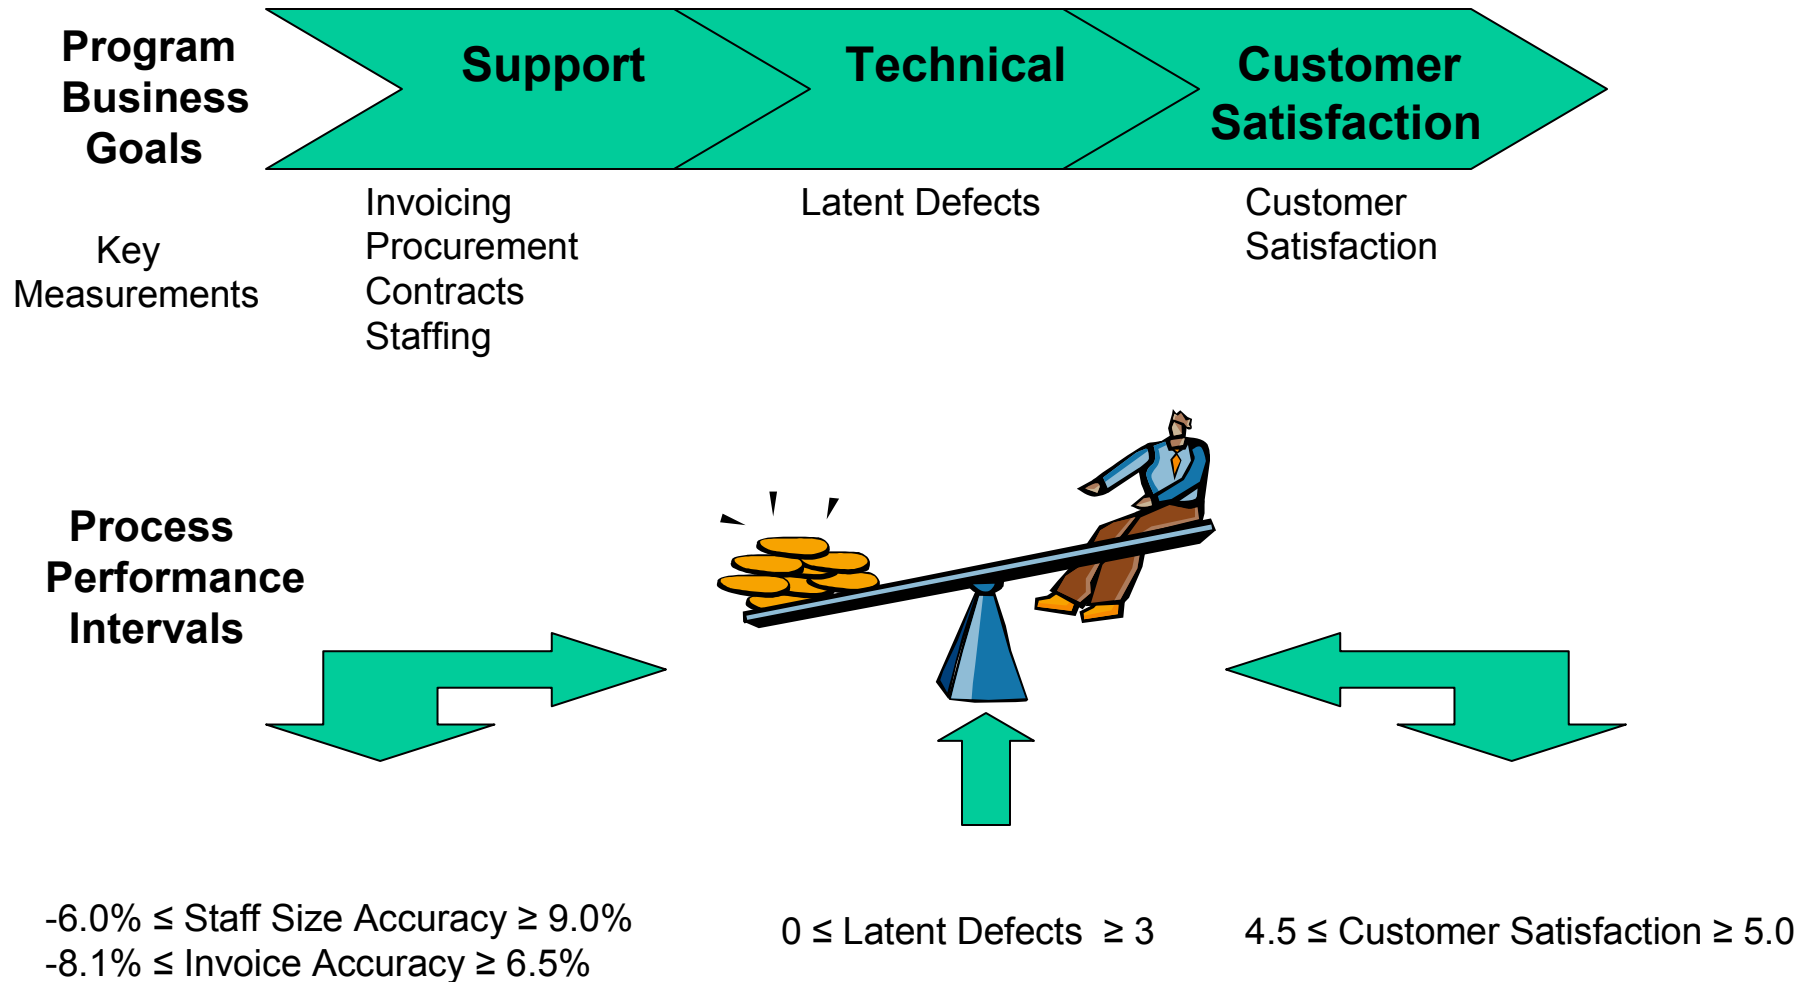 Program
Business
Goals
Support
Technical
Customer
Satisfaction
Key
Measurements
Invoicing
Procurement
Contracts
Staffing
Latent Defects
Customer
Satisfaction
Process
Performance
Intervals
-6.0% ≤ Staff Size Accuracy ≥ 9.0%
-8.1% ≤ Invoice Accuracy ≥ 6.5%
0 ≤ Latent Defects ≥ 3
4.5 ≤ Customer Satisfaction ≥ 5.0